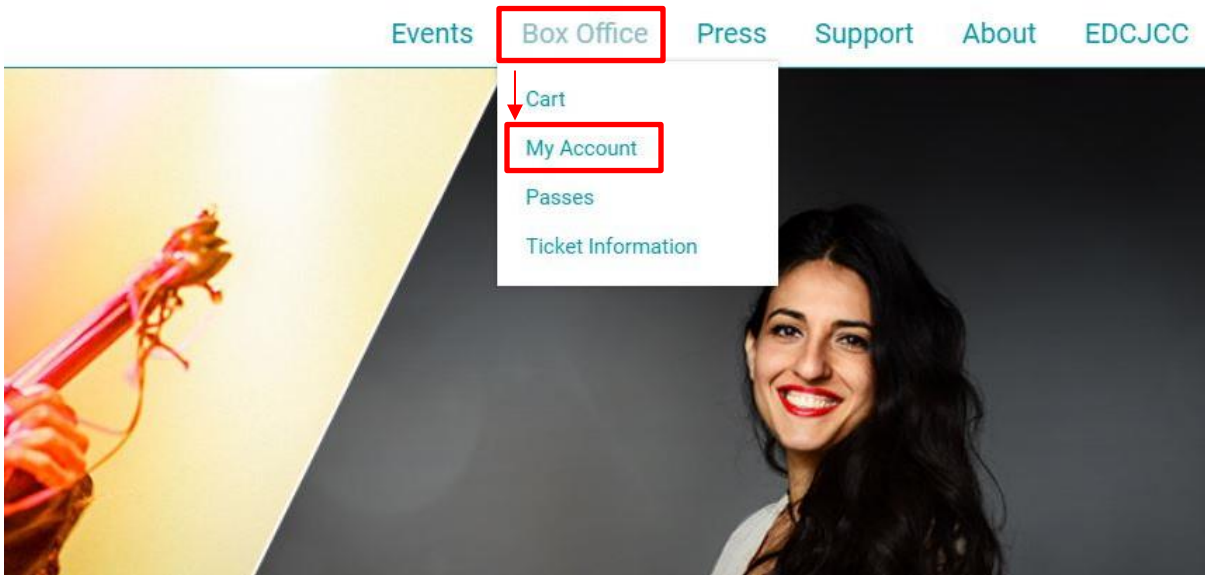 Events Box Office Press Support About EDCJCC
Cart
My Account
Passes
Ticket Information